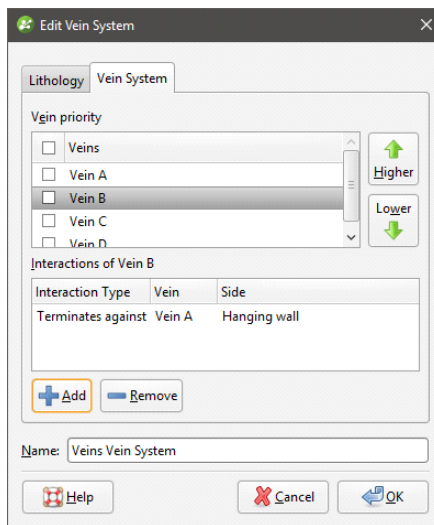 Edit Vein System
Lithology Vein System
Vein priority
Veins
Vein A
Higher
Vein B
Lower
Vein C
Vein D
Interactions of Vein B
Interaction Type Vein Side
Terminates against Vein A Hanging wall
Add Remove
Name: Veins Vein System
Help Cancel OK